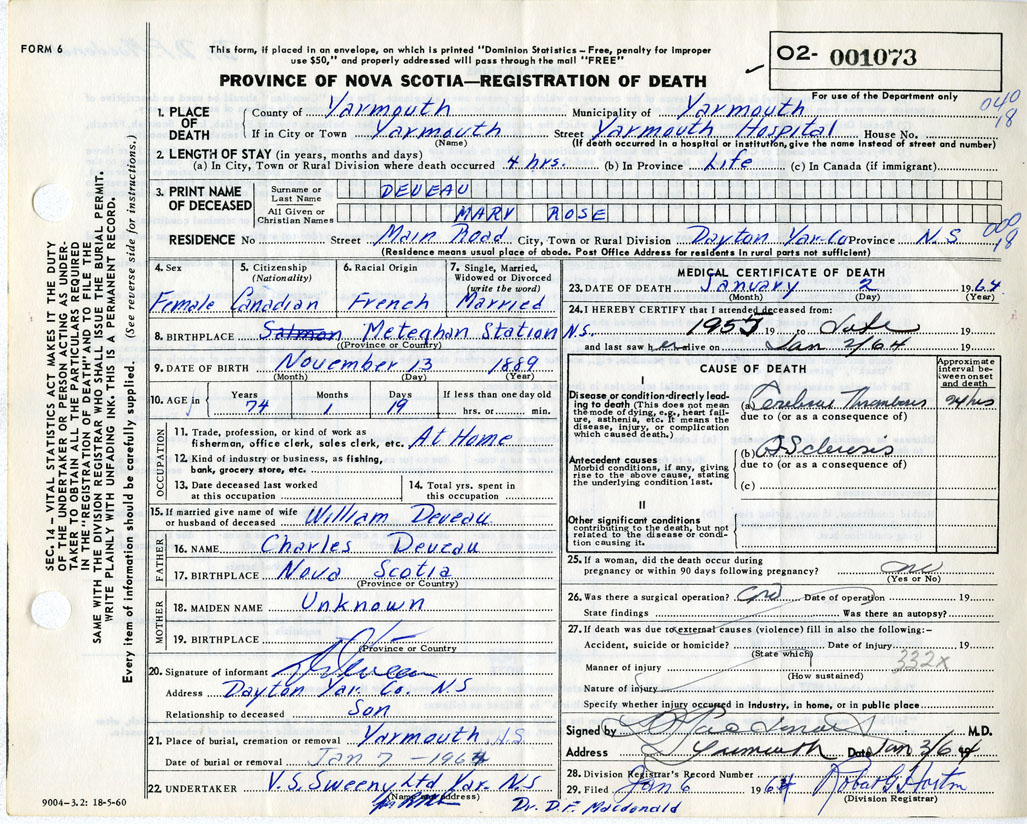 FORM 6
This form, if placed in an envelope, on which is printed "Dominion Statistics – Free, penalty for improper
use $50," and properly addressed will pass through the mail "FREE"
PROVINCE OF NOVA SCOTIA—REGISTRATION OF DEATH
O2- 001073
For use of the Department only
040
18
1. PLACE OF DEATH
County of Yarmouth Municipality of Yarmouth
If in City or Town Yarmouth Street Yarmouth Hospital House No.
(Name) (If death occurred in a hospital or institution, give the name instead of street and number)
2. LENGTH OF STAY (in years, months and days)
(a) In City, Town or Rural Division where death occurred 4 hrs. (b) In Province Life (c) In Canada (if immigrant)
3. PRINT NAME OF DECEASED
Surname or Last Name DEVEAU
All Given or Christian Names MARY ROSE
000
18
RESIDENCE No Street Main Road City, Town or Rural Division Dayton Yar-Co Province N.S
(Residence means usual place of abode. Post Office Address for residents in rural parts not sufficient)
4. Sex 5. Citizenship 6. Racial Origin 7. Single, Married,
(Nationality) Widowed or Divorced
(write the word)
Female Canadian French Married
8. BIRTHPLACE Salmon Meteghan Station N.S.
(Province or Country)
9. DATE OF BIRTH November 13 1889
(Month) (Day) (Year)
10. AGE in Years Months Days If less than one day old
74 1 19 hrs. or min.
OCCUPATION
11. Trade, profession, or kind of work as
fisherman, office clerk, sales clerk, etc. At Home
12. Kind of industry or business, as fishing,
bank, grocery store, etc.
13. Date deceased last worked at this occupation
14. Total yrs. spent in this occupation
15. If married give name of wife
or husband of deceased William Deveau
FATHER
16. NAME Charles Deveau
17. BIRTHPLACE Nova Scotia
(Province or Country)
MOTHER
18. MAIDEN NAME Unknown
19. BIRTHPLACE
(Province or Country)
20. Signature of informant
Address Dayton Yar. Co. N.S
Relationship to deceased Son
21. Place of burial, cremation or removal Yarmouth N.S
Date of burial or removal Jan 7 - 1964
22. UNDERTAKER V.S. Sweeny Ltd Yar. N.S
(Name and address)
9004-3.2: 18-5-60
Dr. D.F. Macdonald
MEDICAL CERTIFICATE OF DEATH
23. DATE OF DEATH January 2 1964
(Month) (Day) (Year)
24. I HEREBY CERTIFY that I attended deceased from:
1955 19 to Date 19
and last saw her alive on Jan 2/64 19
CAUSE OF DEATH
Approximate interval between onset and death
I
Disease or condition directly leading to death (This does not mean
the mode of dying, e.g., heart failure, asthenia, etc. It means the
disease, injury, or complication
which caused death.)
(a) Cerebral Thrombosis 24 hrs
due to (or as a consequence of)
Antecedent causes
Morbid conditions, if any, giving
rise to the above cause, stating
the underlying condition last.
(b) A Sclerosis
due to (or as a consequence of)
(c)
II
Other significant conditions
contributing to the death, but not
related to the disease or condition causing it.
25. If a woman, did the death occur during
pregnancy or within 90 days following pregnancy? no
(Yes or No)
26. Was there a surgical operation? no Date of operation 19
State findings Was there an autopsy?
27. If death was due to external causes (violence) fill in also the following:–
Accident, suicide or homicide? Date of injury 19
(State which)
332X
Manner of injury
(How sustained)
Nature of injury
Specify whether injury occurred in Industry, in home, or in public place
Signed by M.D.
Address Yarmouth Date Jan 3/64
28. Division Registrar's Record Number
29. Filed Jan 6 1964
(Division Registrar)
SEC. 14 – VITAL STATISTICS ACT MAKES IT THE DUTY
OF THE UNDERTAKER OR PERSON ACTING AS UNDER-
TAKER TO OBTAIN ALL THE PARTICULARS REQUIRED
IN THE "REGISTRATION OF DEATH" AND FILE THE
SAME WITH THE DIVISION REGISTRAR WHO SHALL ISSUE THE BURIAL PERMIT.
WRITE PLAINLY WITH UNFADING INK. THIS IS A PERMANENT RECORD.
Every item of information should be carefully supplied. (See reverse side for instructions.)